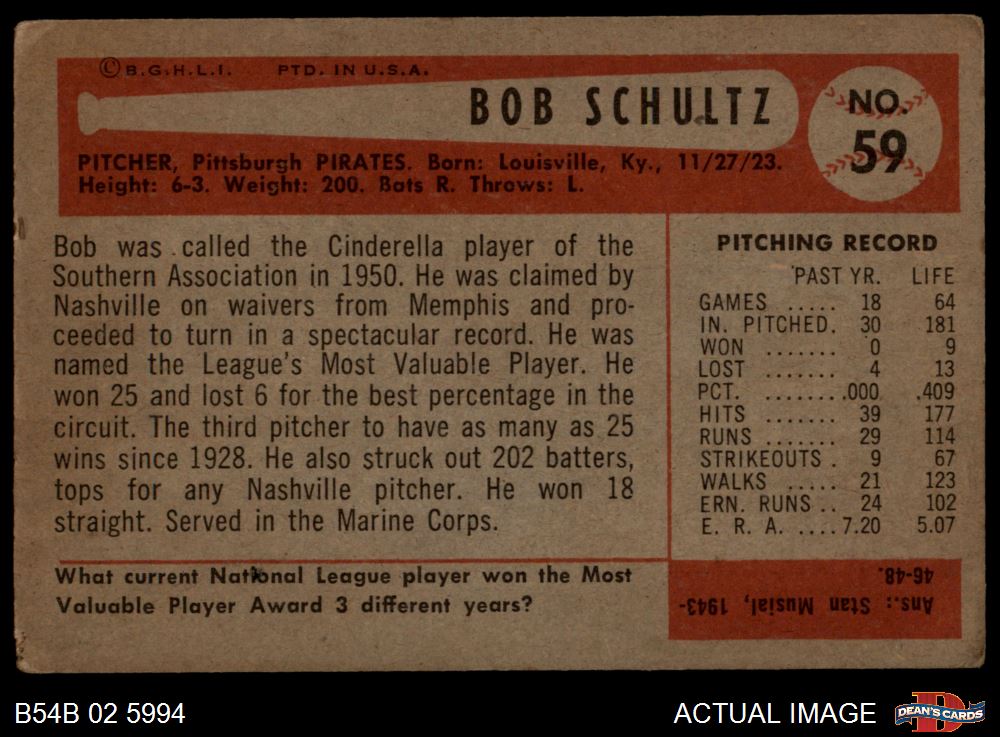 © B.G.H.L.I. PTD. IN U.S.A.
BOB SCHULTZ
NO.
59
PITCHER, Pittsburgh PIRATES. Born: Louisville, Ky., 11/27/23.
Height: 6-3. Weight: 200. Bats R. Throws: L.
Bob was called the Cinderella player of the
Southern Association in 1950. He was claimed by
Nashville on waivers from Memphis and pro-
ceeded to turn in a spectacular record. He was
named the League's Most Valuable Player. He
won 25 and lost 6 for the best percentage in the
circuit. The third pitcher to have as many as 25
wins since 1928. He also struck out 202 batters,
tops for any Nashville pitcher. He won 18
straight. Served in the Marine Corps.
PITCHING RECORD
PAST YR. LIFE
GAMES ..... 18 64
IN. PITCHED. 30 181
WON ....... 0 9
LOST ....... 4 13
PCT. ........000 .409
HITS ....... 39 177
RUNS ....... 29 114
STRIKEOUTS . 9 67
WALKS ..... 21 123
ERN. RUNS .. 24 102
E. R. A. ....7.20 5.07
What current National League player won the Most
Valuable Player Award 3 different years?
Ans.: Stan Musial, 1943-
46-48.
B54B 02 5994
ACTUAL IMAGE
DEAN'S CARDS